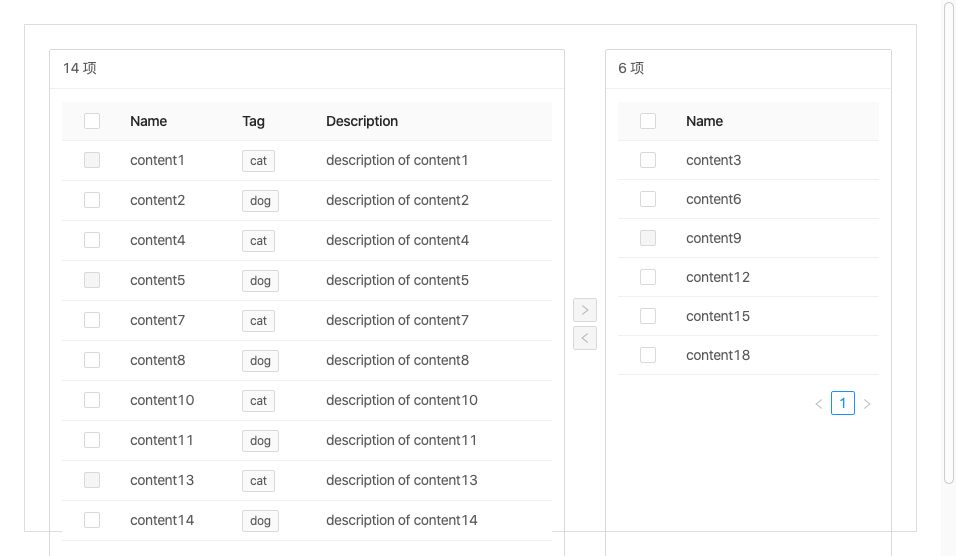 14 项
Name Tag Description
content1 cat description of content1
content2 dog description of content2
content4 cat description of content4
content5 dog description of content5
content7 cat description of content7
content8 dog description of content8
content10 cat description of content10
content11 dog description of content11
content13 cat description of content13
content14 dog description of content14
6 项
Name
content3
content6
content9
content12
content15
content18
1